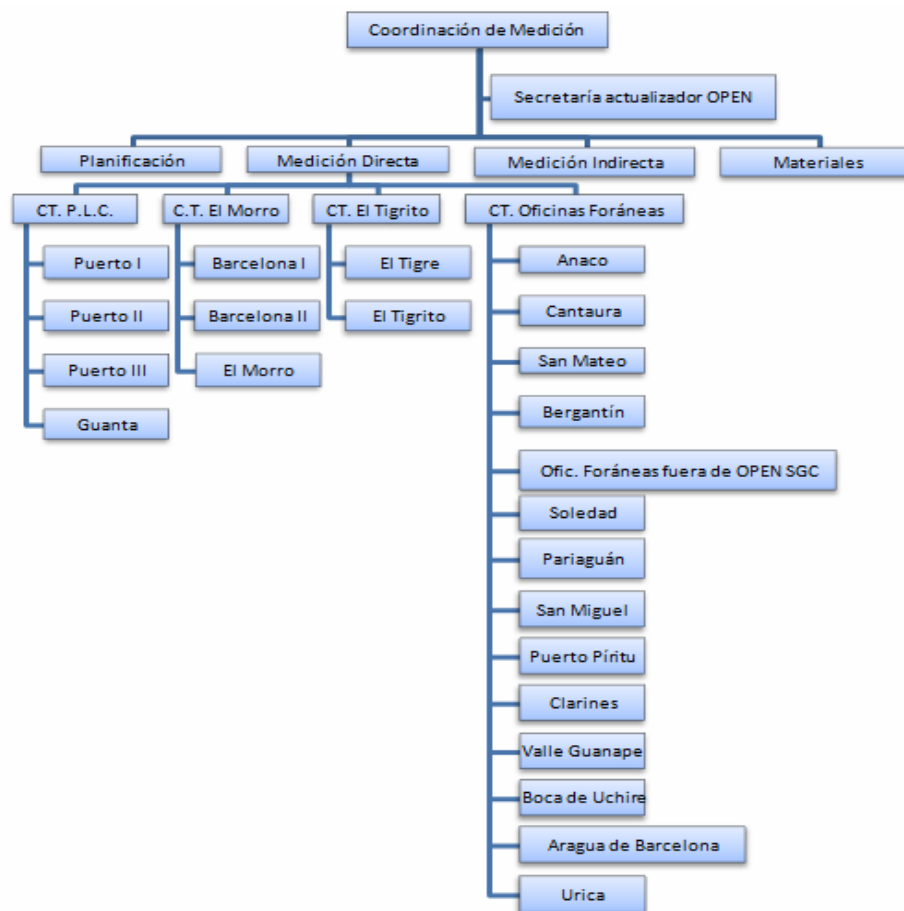 Coordinación de Medición
Secretaría actualizador OPEN
Planificación
Medición Directa
Medición Indirecta
Materiales
CT. P.L.C.
C.T. El Morro
CT. El Tigrito
CT. Oficinas Foráneas
Puerto I
Puerto II
Puerto III
Guanta
Barcelona I
Barcelona II
El Morro
El Tigre
El Tigrito
Anaco
Cantaura
San Mateo
Bergantín
Ofic. Foráneas fuera de OPEN SGC
Soledad
Pariaguán
San Miguel
Puerto Píritu
Clarines
Valle Guanape
Boca de Uchire
Aragua de Barcelona
Urica